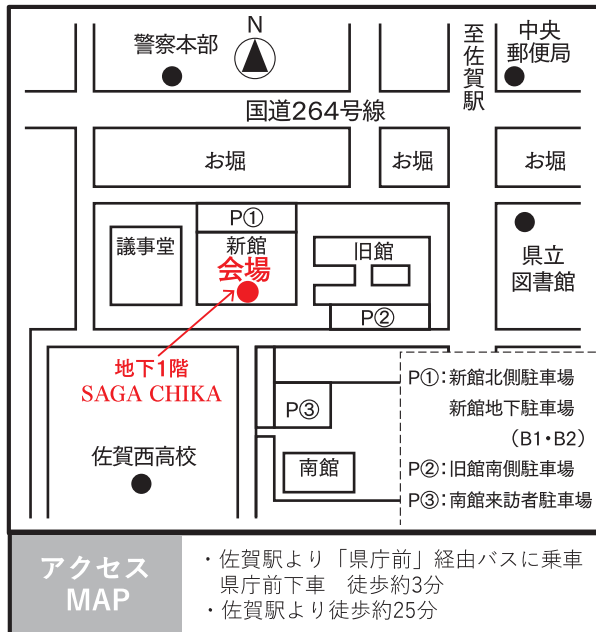 N
警察本部
中央
郵便局
至佐賀駅
国道264号線
お堀
お堀
お堀
P①
議事堂
新館
会場
旧館
県立
図書館
P②
地下1階
SAGA CHIKA
P③
佐賀西高校
南館
P①:新館北側駐車場
新館地下駐車場
(B1・B2)
P②:旧館南側駐車場
P③:南館来訪者駐車場
アクセス
MAP
・佐賀駅より「県庁前」経由バスに乗車
県庁前下車 徒歩約3分
・佐賀駅より徒歩約25分